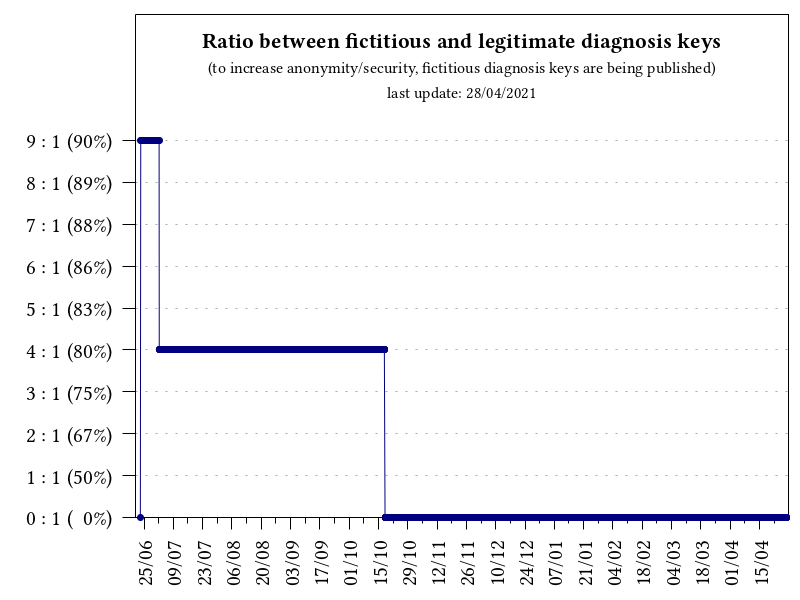 Ratio between fictitious and legitimate diagnosis keys
(to increase anonymity/security, fictitious diagnosis keys are being published)
last update: 28/04/2021
9 : 1 (90%)
8 : 1 (89%)
7 : 1 (88%)
6 : 1 (86%)
5 : 1 (83%)
4 : 1 (80%)
3 : 1 (75%)
2 : 1 (67%)
1 : 1 (50%)
0 : 1 (  0%)
25/06
09/07
23/07
06/08
20/08
03/09
17/09
01/10
15/10
29/10
12/11
26/11
10/12
24/12
07/01
21/01
04/02
18/02
04/03
18/03
01/04
15/04